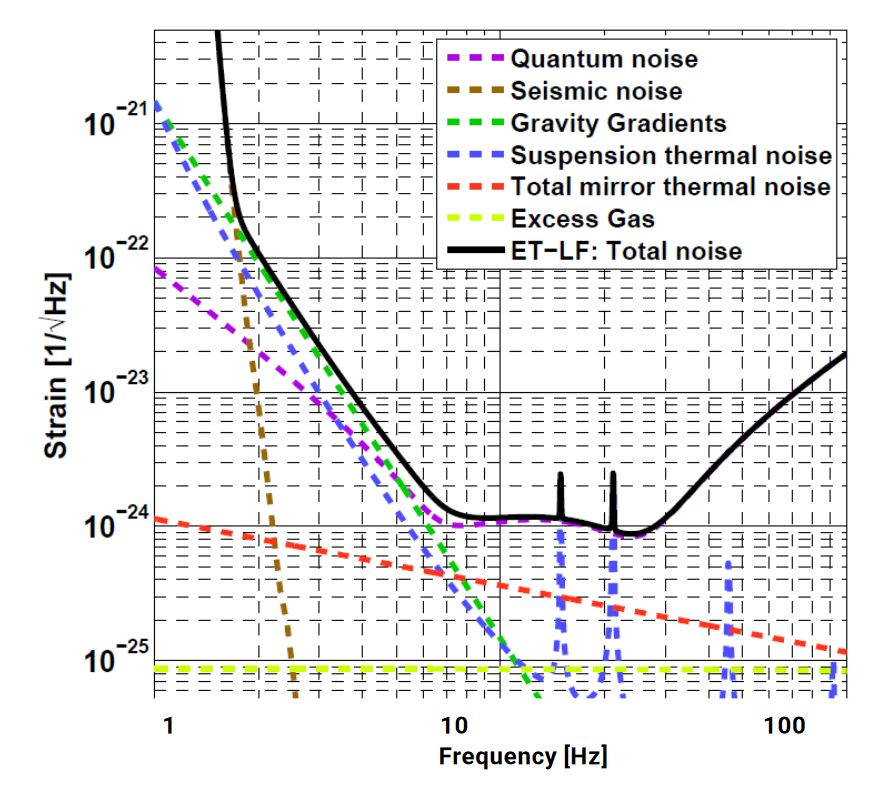 Quantum noise
Seismic noise
Gravity Gradients
Suspension thermal noise
Total mirror thermal noise
Excess Gas
ET−LF: Total noise
10⁻²¹
10⁻²²
10⁻²³
10⁻²⁴
10⁻²⁵
Strain [1/√Hz]
1 10 100
Frequency [Hz]